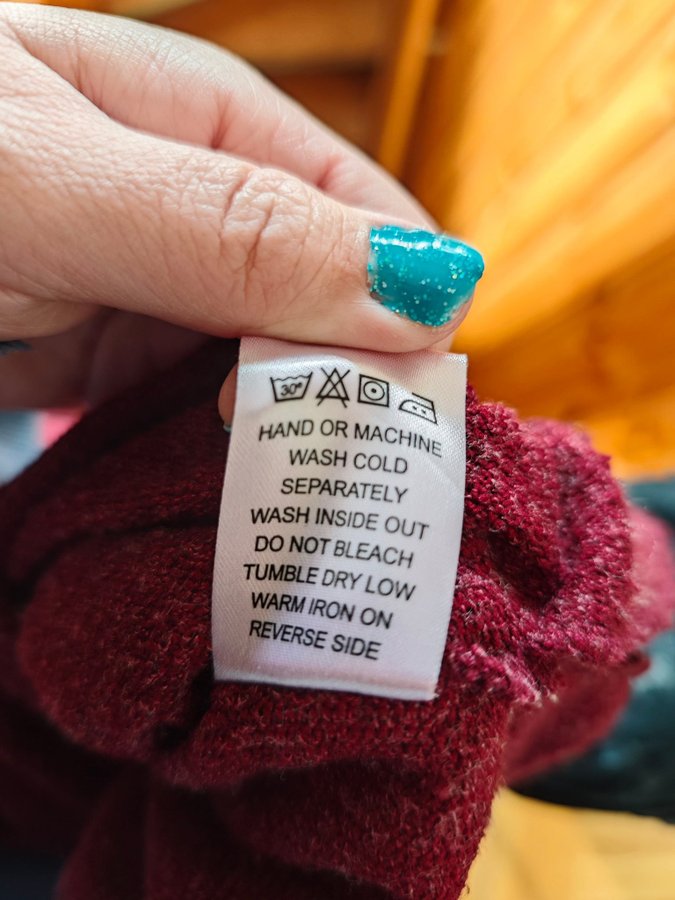 30°
HAND OR MACHINE
WASH COLD
SEPARATELY
WASH INSIDE OUT
DO NOT BLEACH
TUMBLE DRY LOW
WARM IRON ON
REVERSE SIDE